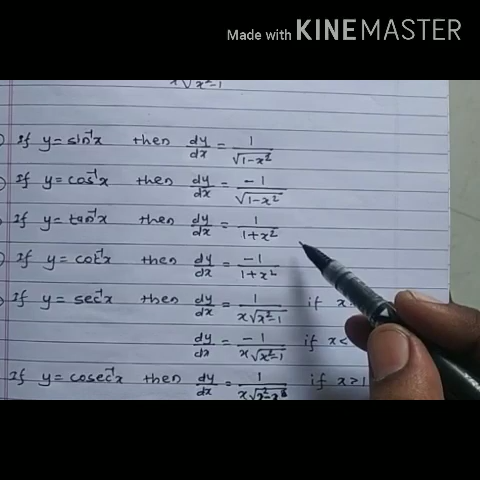 Made with KINEMASTER
x√x²-1
If y = sin⁻¹x then dy/dx = 1/√1-x²
If y = cos⁻¹x then dy/dx = -1/√1-x²
If y = tan⁻¹x then dy/dx = 1/1+x²
If y = cot⁻¹x then dy/dx = -1/1+x²
If y = sec⁻¹x then dy/dx = 1/x√x²-1 if x
dy/dx = -1/x√x²-1 if x <
If y = cosec⁻¹x then dy/dx = 1 if x > 1